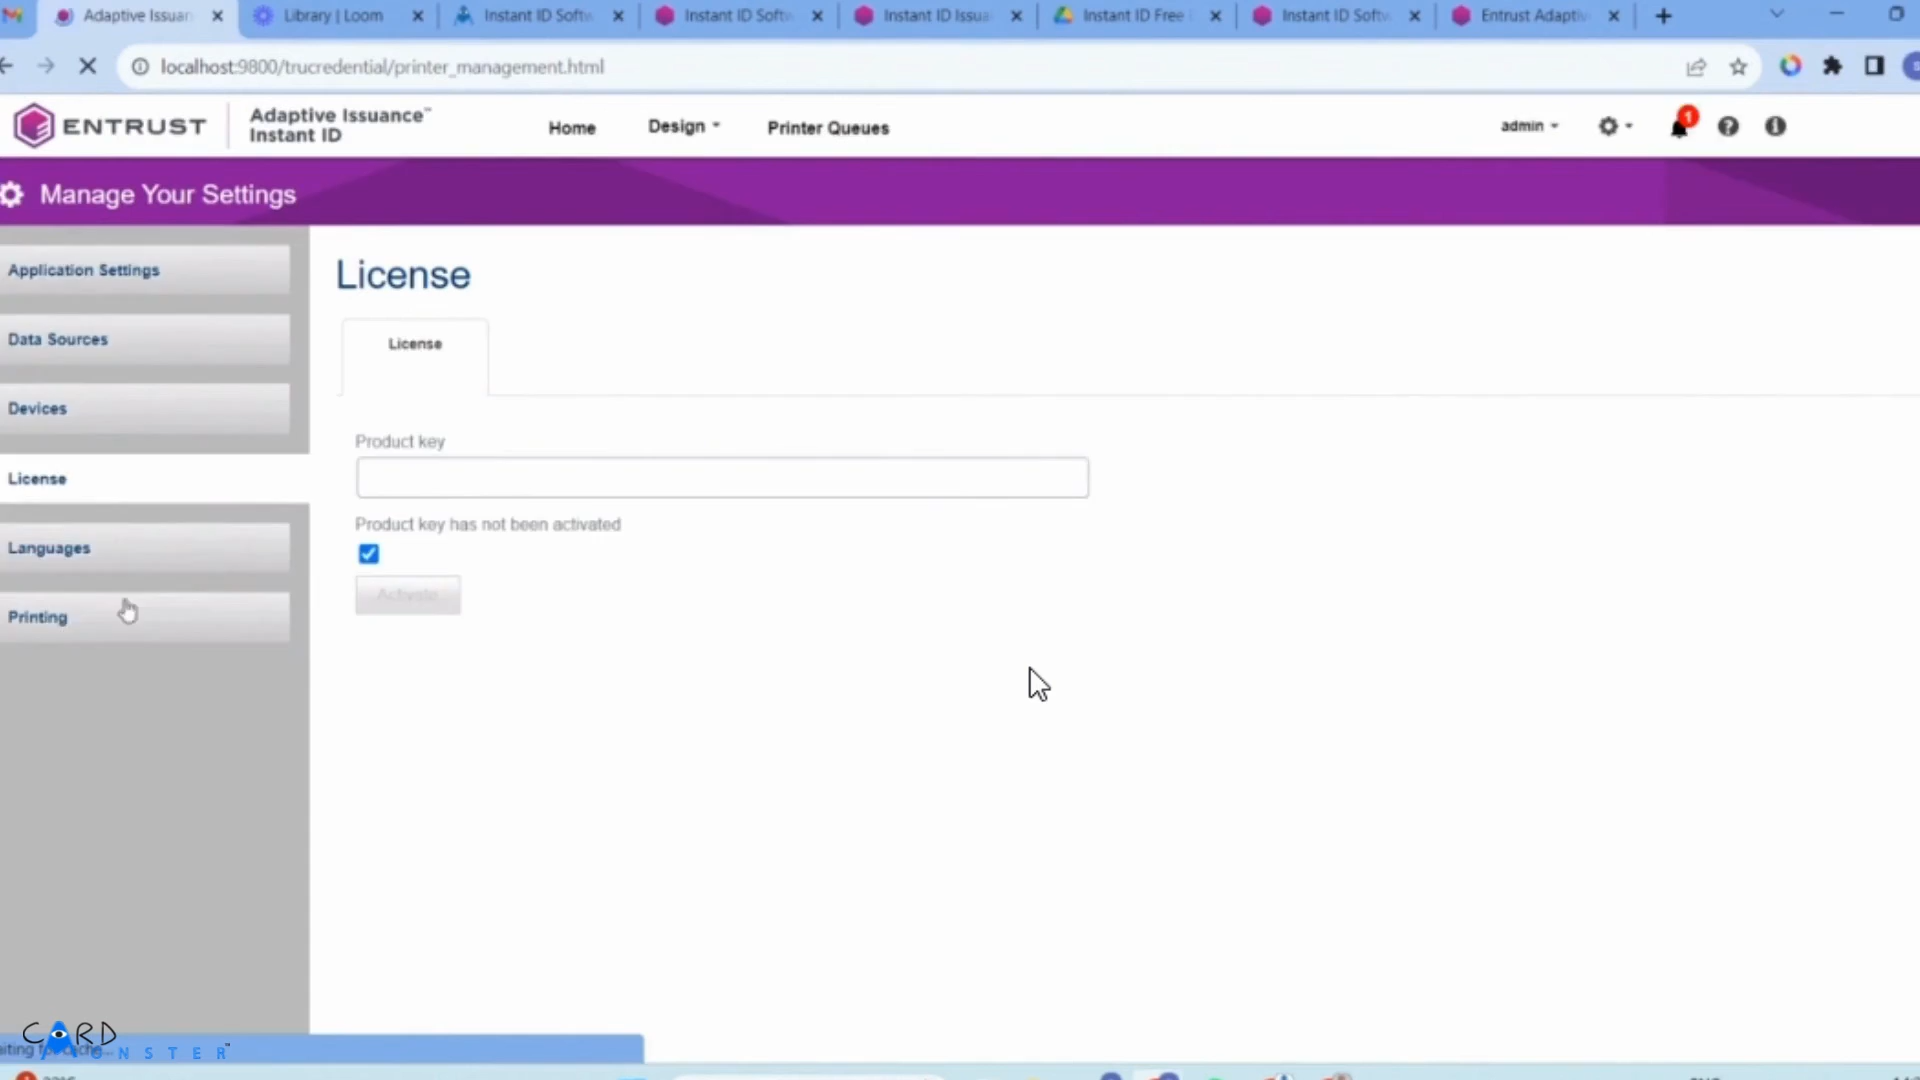 Adaptive Issuan
Library | Loom
Instant ID Softw
Instant ID Softw
Instant ID Issua
Instant ID Free
Instant ID Softw
Entrust Adaptiv
localhost:9800/trucredential/printer_management.html
ENTRUST
Adaptive Issuance™
Instant ID
Home
Design
Printer Queues
admin
1
Manage Your Settings
Application Settings
Data Sources
Devices
License
Languages
Printing
License
License
Product key
Product key has not been activated
Activate
CARD
MONSTER™